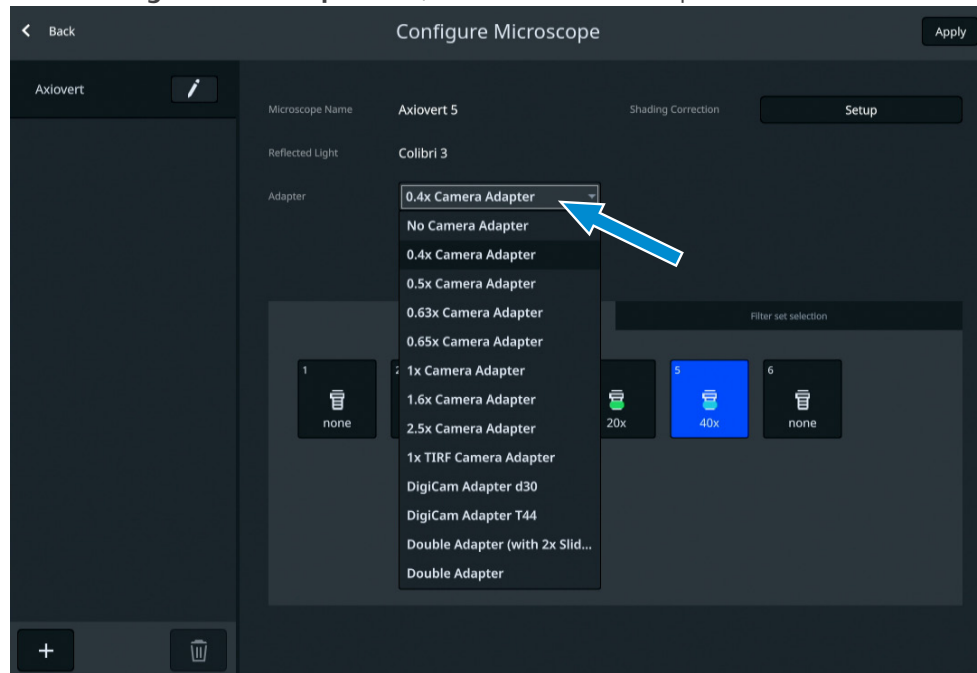 Back
Configure Microscope
Apply
Axiovert
Microscope Name
Axiovert 5
Shading Correction
Setup
Reflected Light
Colibri 3
Adapter
0.4x Camera Adapter
No Camera Adapter
0.4x Camera Adapter
0.5x Camera Adapter
0.63x Camera Adapter
0.65x Camera Adapter
1x Camera Adapter
1.6x Camera Adapter
2.5x Camera Adapter
1x TIRF Camera Adapter
DigiCam Adapter d30
DigiCam Adapter T44
Double Adapter (with 2x Slid...
Double Adapter
Filter set selection
1
none
2
20x
5
40x
6
none
+